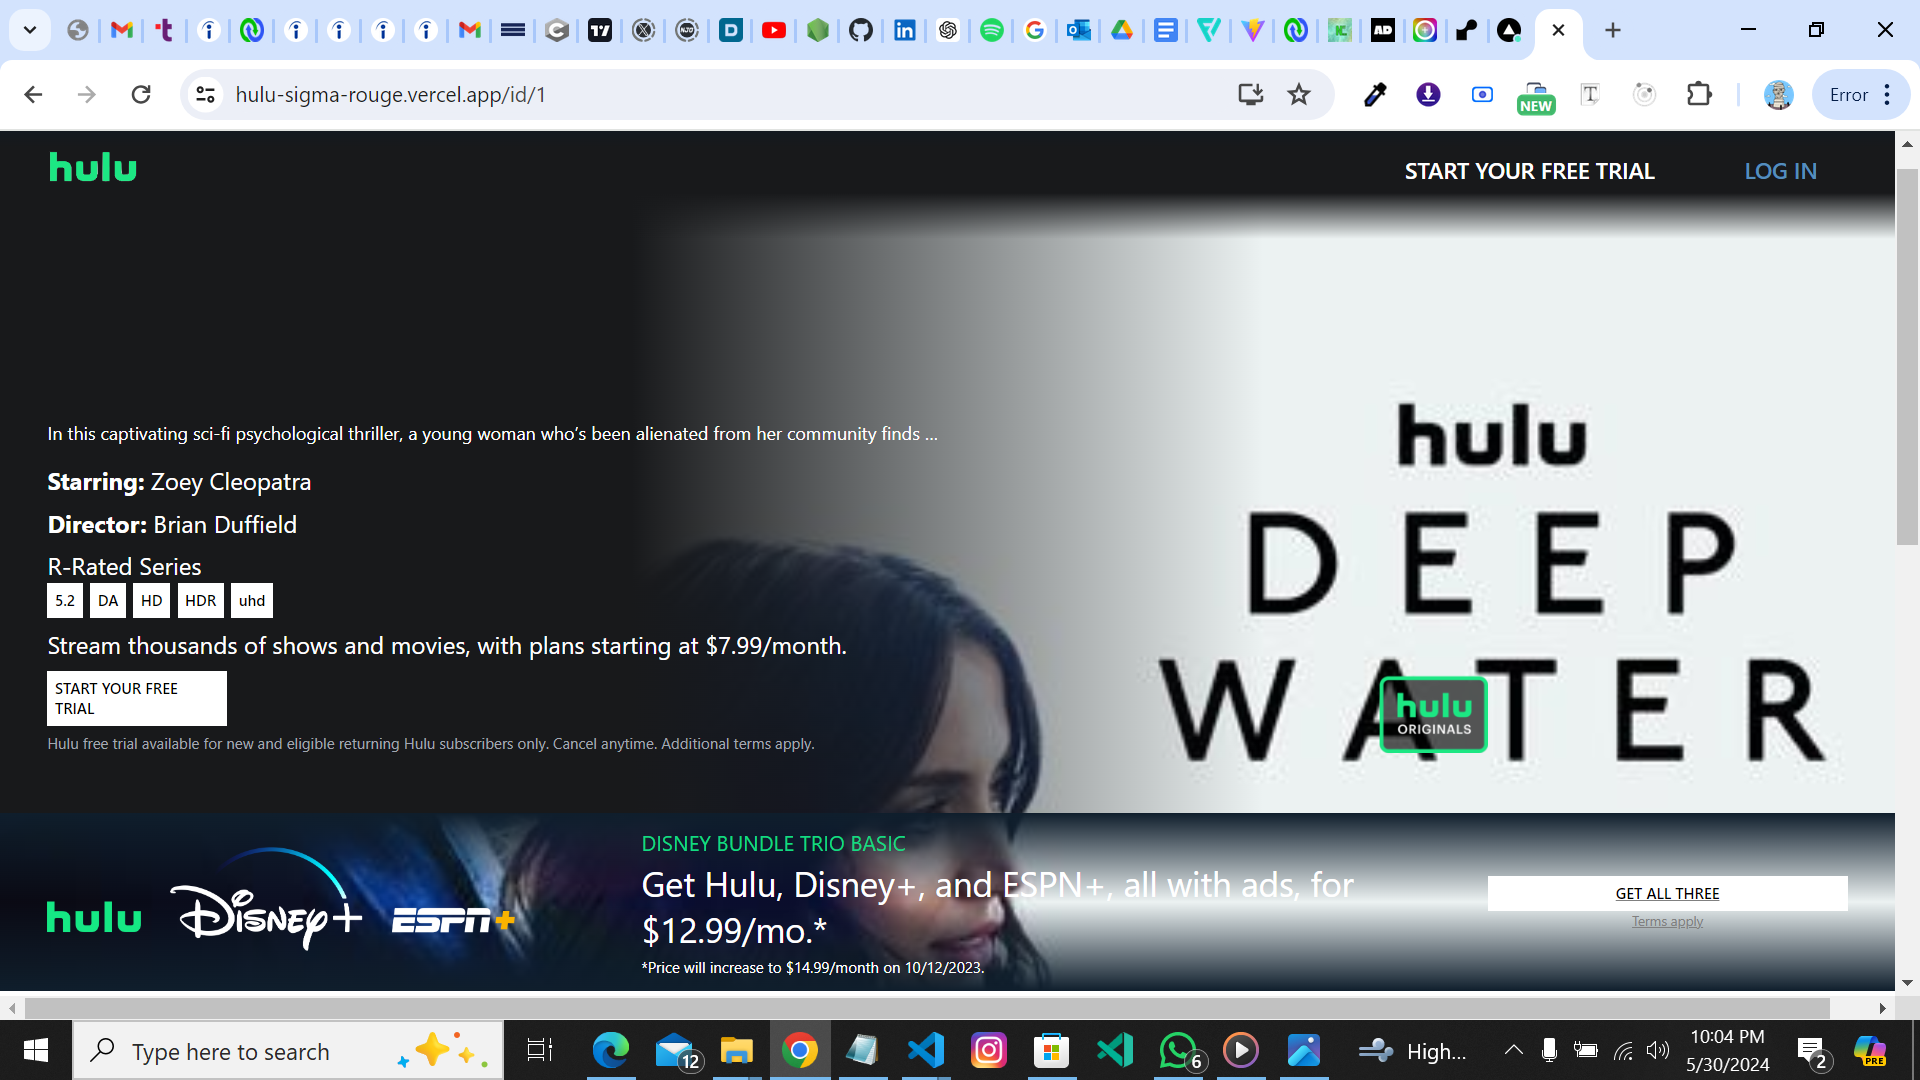 hulu-sigma-rouge.vercel.app/id/1
NEW
Error
hulu
START YOUR FREE TRIAL
LOG IN
In this captivating sci-fi psychological thriller, a young woman who’s been alienated from her community finds ...
Starring: Zoey Cleopatra
Director: Brian Duffield
R-Rated Series
5.2 DA HD HDR uhd
Stream thousands of shows and movies, with plans starting at $7.99/month.
START YOUR FREE
TRIAL
Hulu free trial available for new and eligible returning Hulu subscribers only. Cancel anytime. Additional terms apply.
hulu
DEEP
WATER
hulu
ORIGINALS
hulu Disney+ ESPN+
DISNEY BUNDLE TRIO BASIC
Get Hulu, Disney+, and ESPN+, all with ads, for
$12.99/mo.*
*Price will increase to $14.99/month on 10/12/2023.
GET ALL THREE
Terms apply
Type here to search
12
6
High...
10:04 PM
5/30/2024
2
PRE